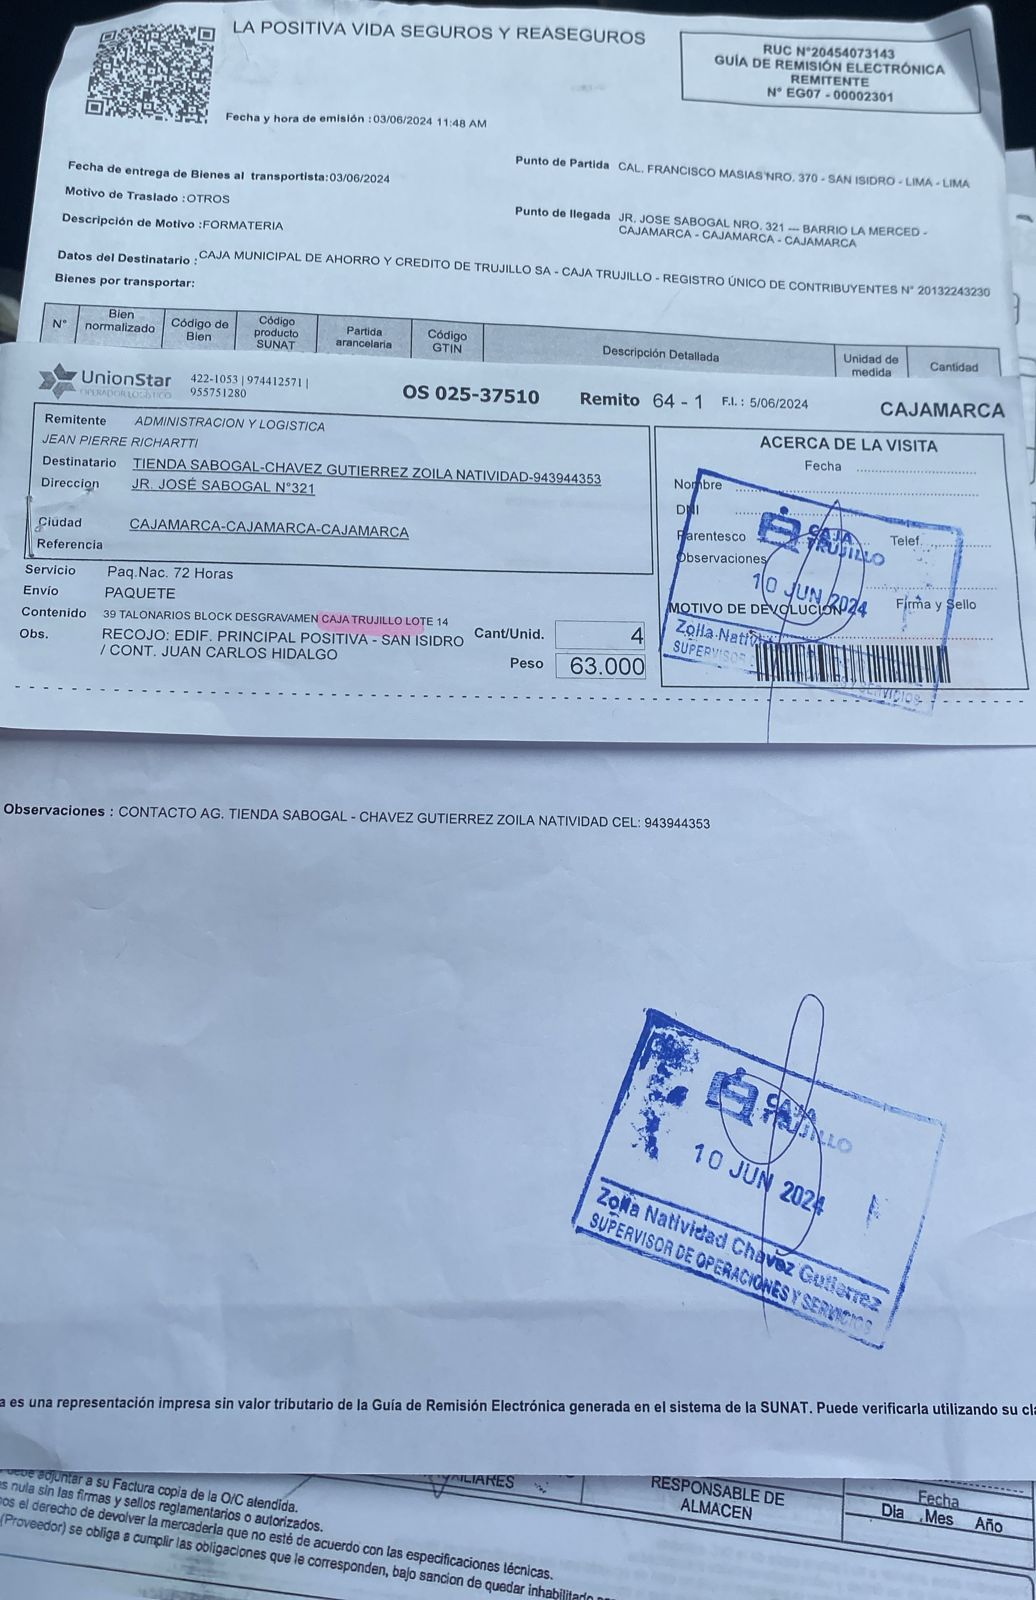 LA POSITIVA VIDA SEGUROS Y REASEGUROS
RUC N°20454073143
GUÍA DE REMISIÓN ELECTRÓNICA
REMITENTE
N° EG07 - 00002301
Fecha y hora de emisión :03/06/2024 11:48 AM
Fecha de entrega de Bienes al transportista:03/06/2024
Motivo de Traslado :OTROS
Descripción de Motivo :FORMATERIA
Punto de Partida CAL. FRANCISCO MASIAS NRO. 370 - SAN ISIDRO - LIMA - LIMA
Punto de llegada JR. JOSE SABOGAL NRO. 321 --- BARRIO LA MERCED -
CAJAMARCA - CAJAMARCA - CAJAMARCA
Datos del Destinatario :CAJA MUNICIPAL DE AHORRO Y CREDITO DE TRUJILLO SA - CAJA TRUJILLO - REGISTRO ÚNICO DE CONTRIBUYENTES N° 20132243230
Bienes por transportar:
N° Bien normalizado Código de Bien Código producto SUNAT Partida arancelaria Código GTIN Descripción Detallada Unidad de medida Cantidad
UnionStar
OPERADOR LOGÍSTICO
422-1053 | 974412571 |
955751280
OS 025-37510 Remito 64 - 1 F.I.: 5/06/2024 CAJAMARCA
Remitente ADMINISTRACION Y LOGISTICA
JEAN PIERRE RICHARTTI
Destinatario TIENDA SABOGAL-CHAVEZ GUTIERREZ ZOILA NATIVIDAD-943944353
Direccion JR. JOSÉ SABOGAL N°321
Ciudad CAJAMARCA-CAJAMARCA-CAJAMARCA
Referencia
Servicio Paq.Nac. 72 Horas
Envío PAQUETE
Contenido 39 TALONARIOS BLOCK DESGRAVAMEN CAJA TRUJILLO LOTE 14
Obs. RECOJO: EDIF. PRINCIPAL POSITIVA - SAN ISIDRO
/ CONT. JUAN CARLOS HIDALGO
Cant/Unid. 4
Peso 63.000
ACERCA DE LA VISITA
Fecha
Nombre
DNI
Parentesco Telef.
Observaciones
MOTIVO DE DEVOLUCION Firma y Sello
CAJA
TRUJILLO
10 JUN 2024
Zoila Nativ
SUPERVISOR
Y SERVICIOS
Observaciones : CONTACTO AG. TIENDA SABOGAL - CHAVEZ GUTIERREZ ZOILA NATIVIDAD CEL: 943944353
CAJA
TRUJILLO
10 JUN 2024
Zoila Natividad Chavez Gutierrez
SUPERVISOR DE OPERACIONES Y SERVICIOS
a es una representación impresa sin valor tributario de la Guía de Remisión Electrónica generada en el sistema de la SUNAT. Puede verificarla utilizando su cla
debe adjuntar a su Factura copia de la O/C atendida.
s nula sin las firmas y sellos reglamentarios o autorizados.
os el derecho de devolver la mercadería que no esté de acuerdo con las especificaciones técnicas.
(Proveedor) se obliga a cumplir las obligaciones que le corresponden, bajo sancion de quedar inhabilitado
XILIARES
RESPONSABLE DE
ALMACEN
Fecha
Dia Mes Año